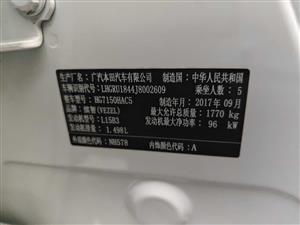 生产厂名：广汽本田汽车有限公司 制造国：中华人民共和国
车辆识别代号：LHGRU1844J8002609 乘坐人数：5
整车型号：HG7150HAC5 制造年月：2017年09月
品牌：缤智(VEZEL) 最大允许总质量：1770 kg
发动机型号：L15B3 发动机最大净功率：96 kW
发动机排量：1.498L
外饰颜色代码：NH578 内饰颜色代码：A